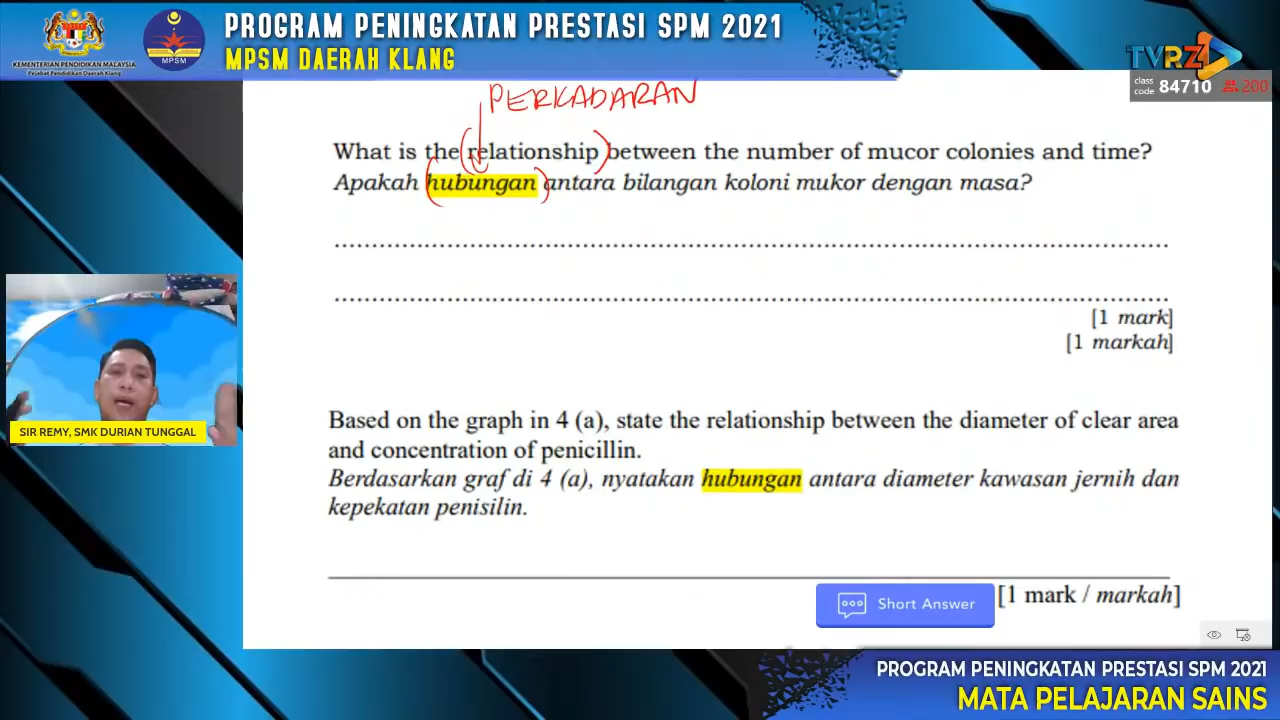 PROGRAM PENINGKATAN PRESTASI SPM 2021
MPSM DAERAH KLANG
KEMENTERIAN PENDIDIKAN MALAYSIA
Pejabat Pendidikan Daerah Klang
MPSM
TVRZ
class code 84710 200
PERKADARAN
What is the (relationship) between the number of mucor colonies and time?
Apakah (hubungan) antara bilangan koloni mukor dengan masa?
[1 mark]
[1 markah]
SIR REMY, SMK DURIAN TUNGGAL
Based on the graph in 4 (a), state the relationship between the diameter of clear area
and concentration of penicillin.
Berdasarkan graf di 4 (a), nyatakan hubungan antara diameter kawasan jernih dan
kepekatan penisilin.
Short Answer
[1 mark / markah]
PROGRAM PENINGKATAN PRESTASI SPM 2021
MATA PELAJARAN SAINS